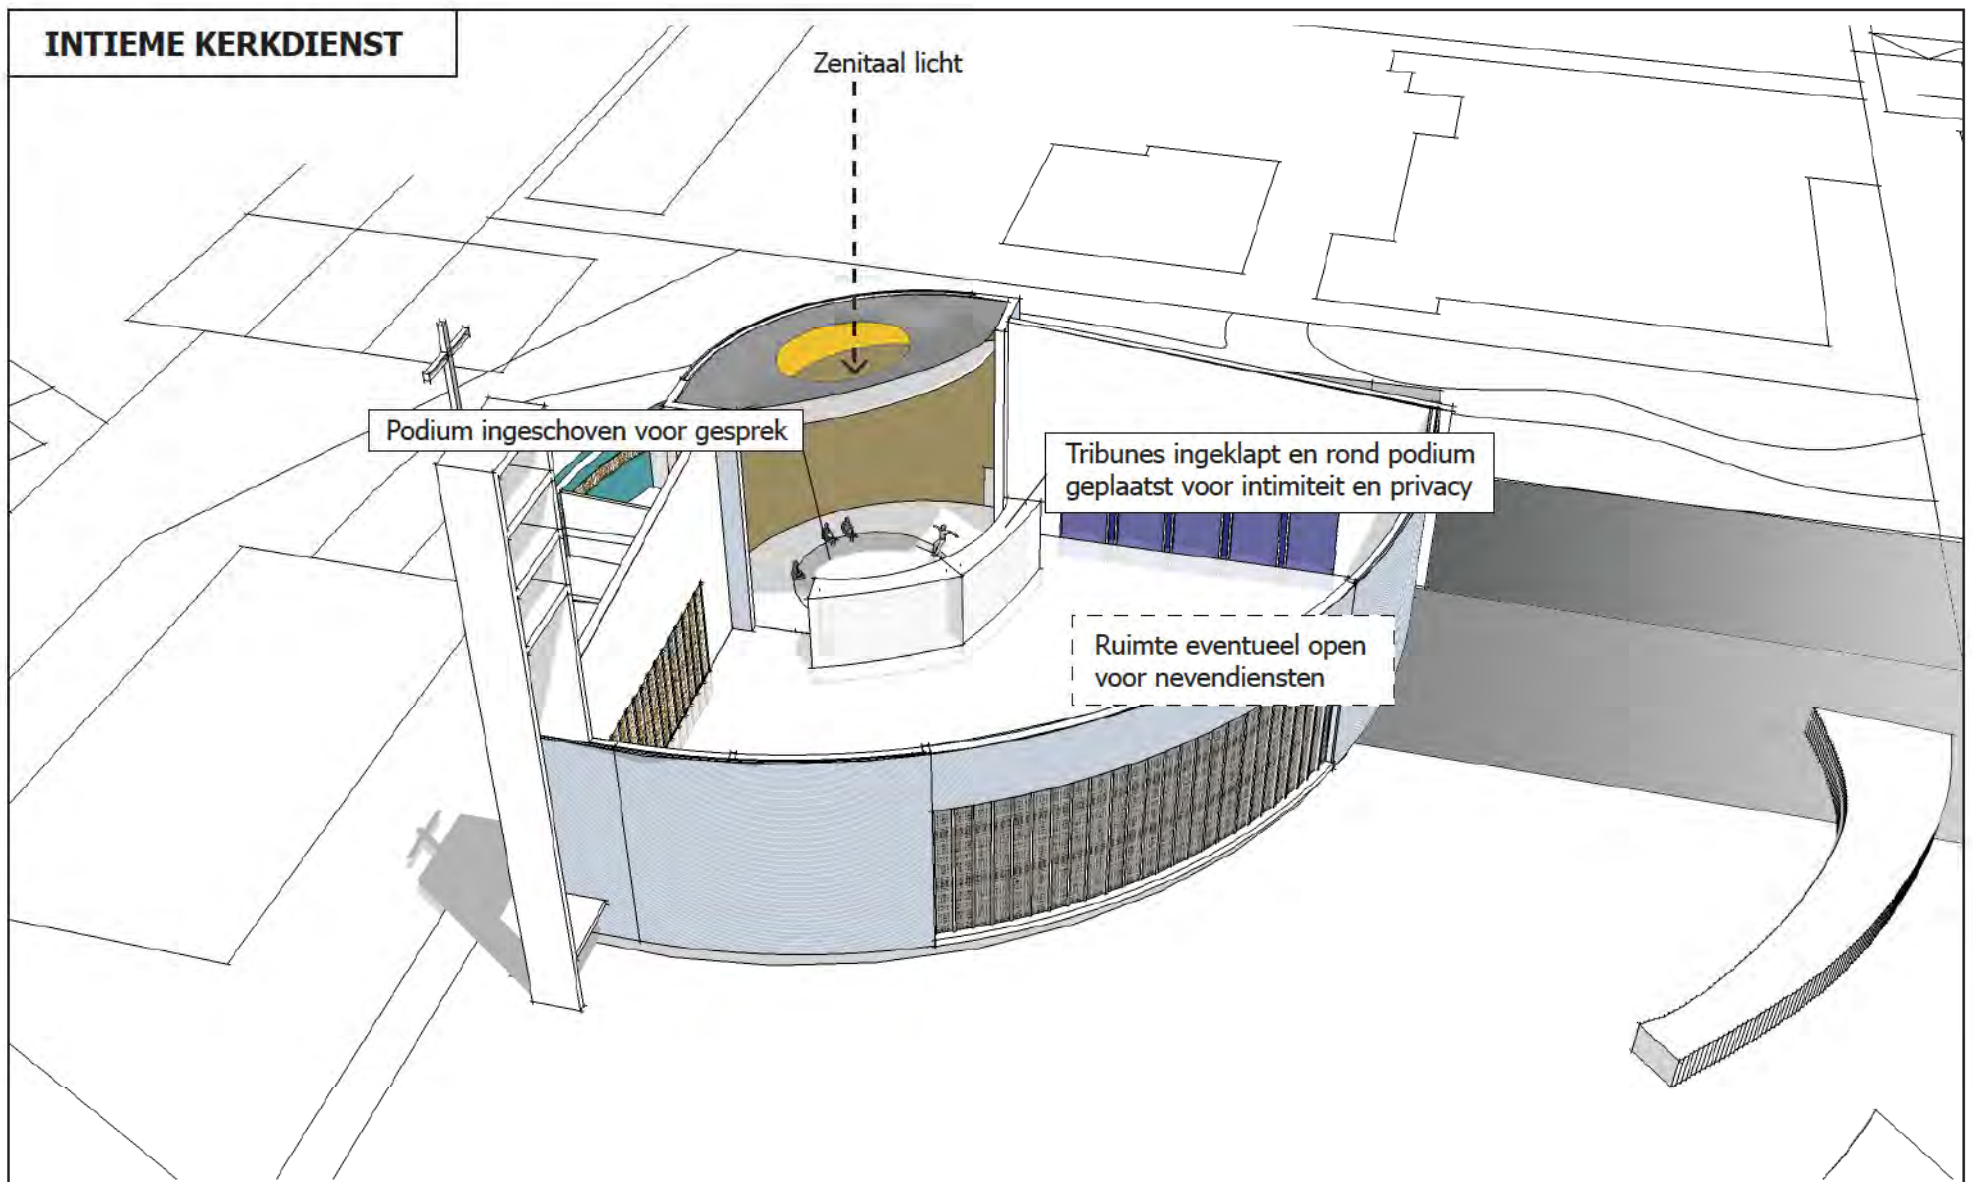 INTIEME KERKDIENST
Zenitaal licht
Podium ingeschoven voor gesprek
Tribunes ingeklapt en rond podium
geplaatst voor intimiteit en privacy
Ruimte eventueel open
voor nevendiensten